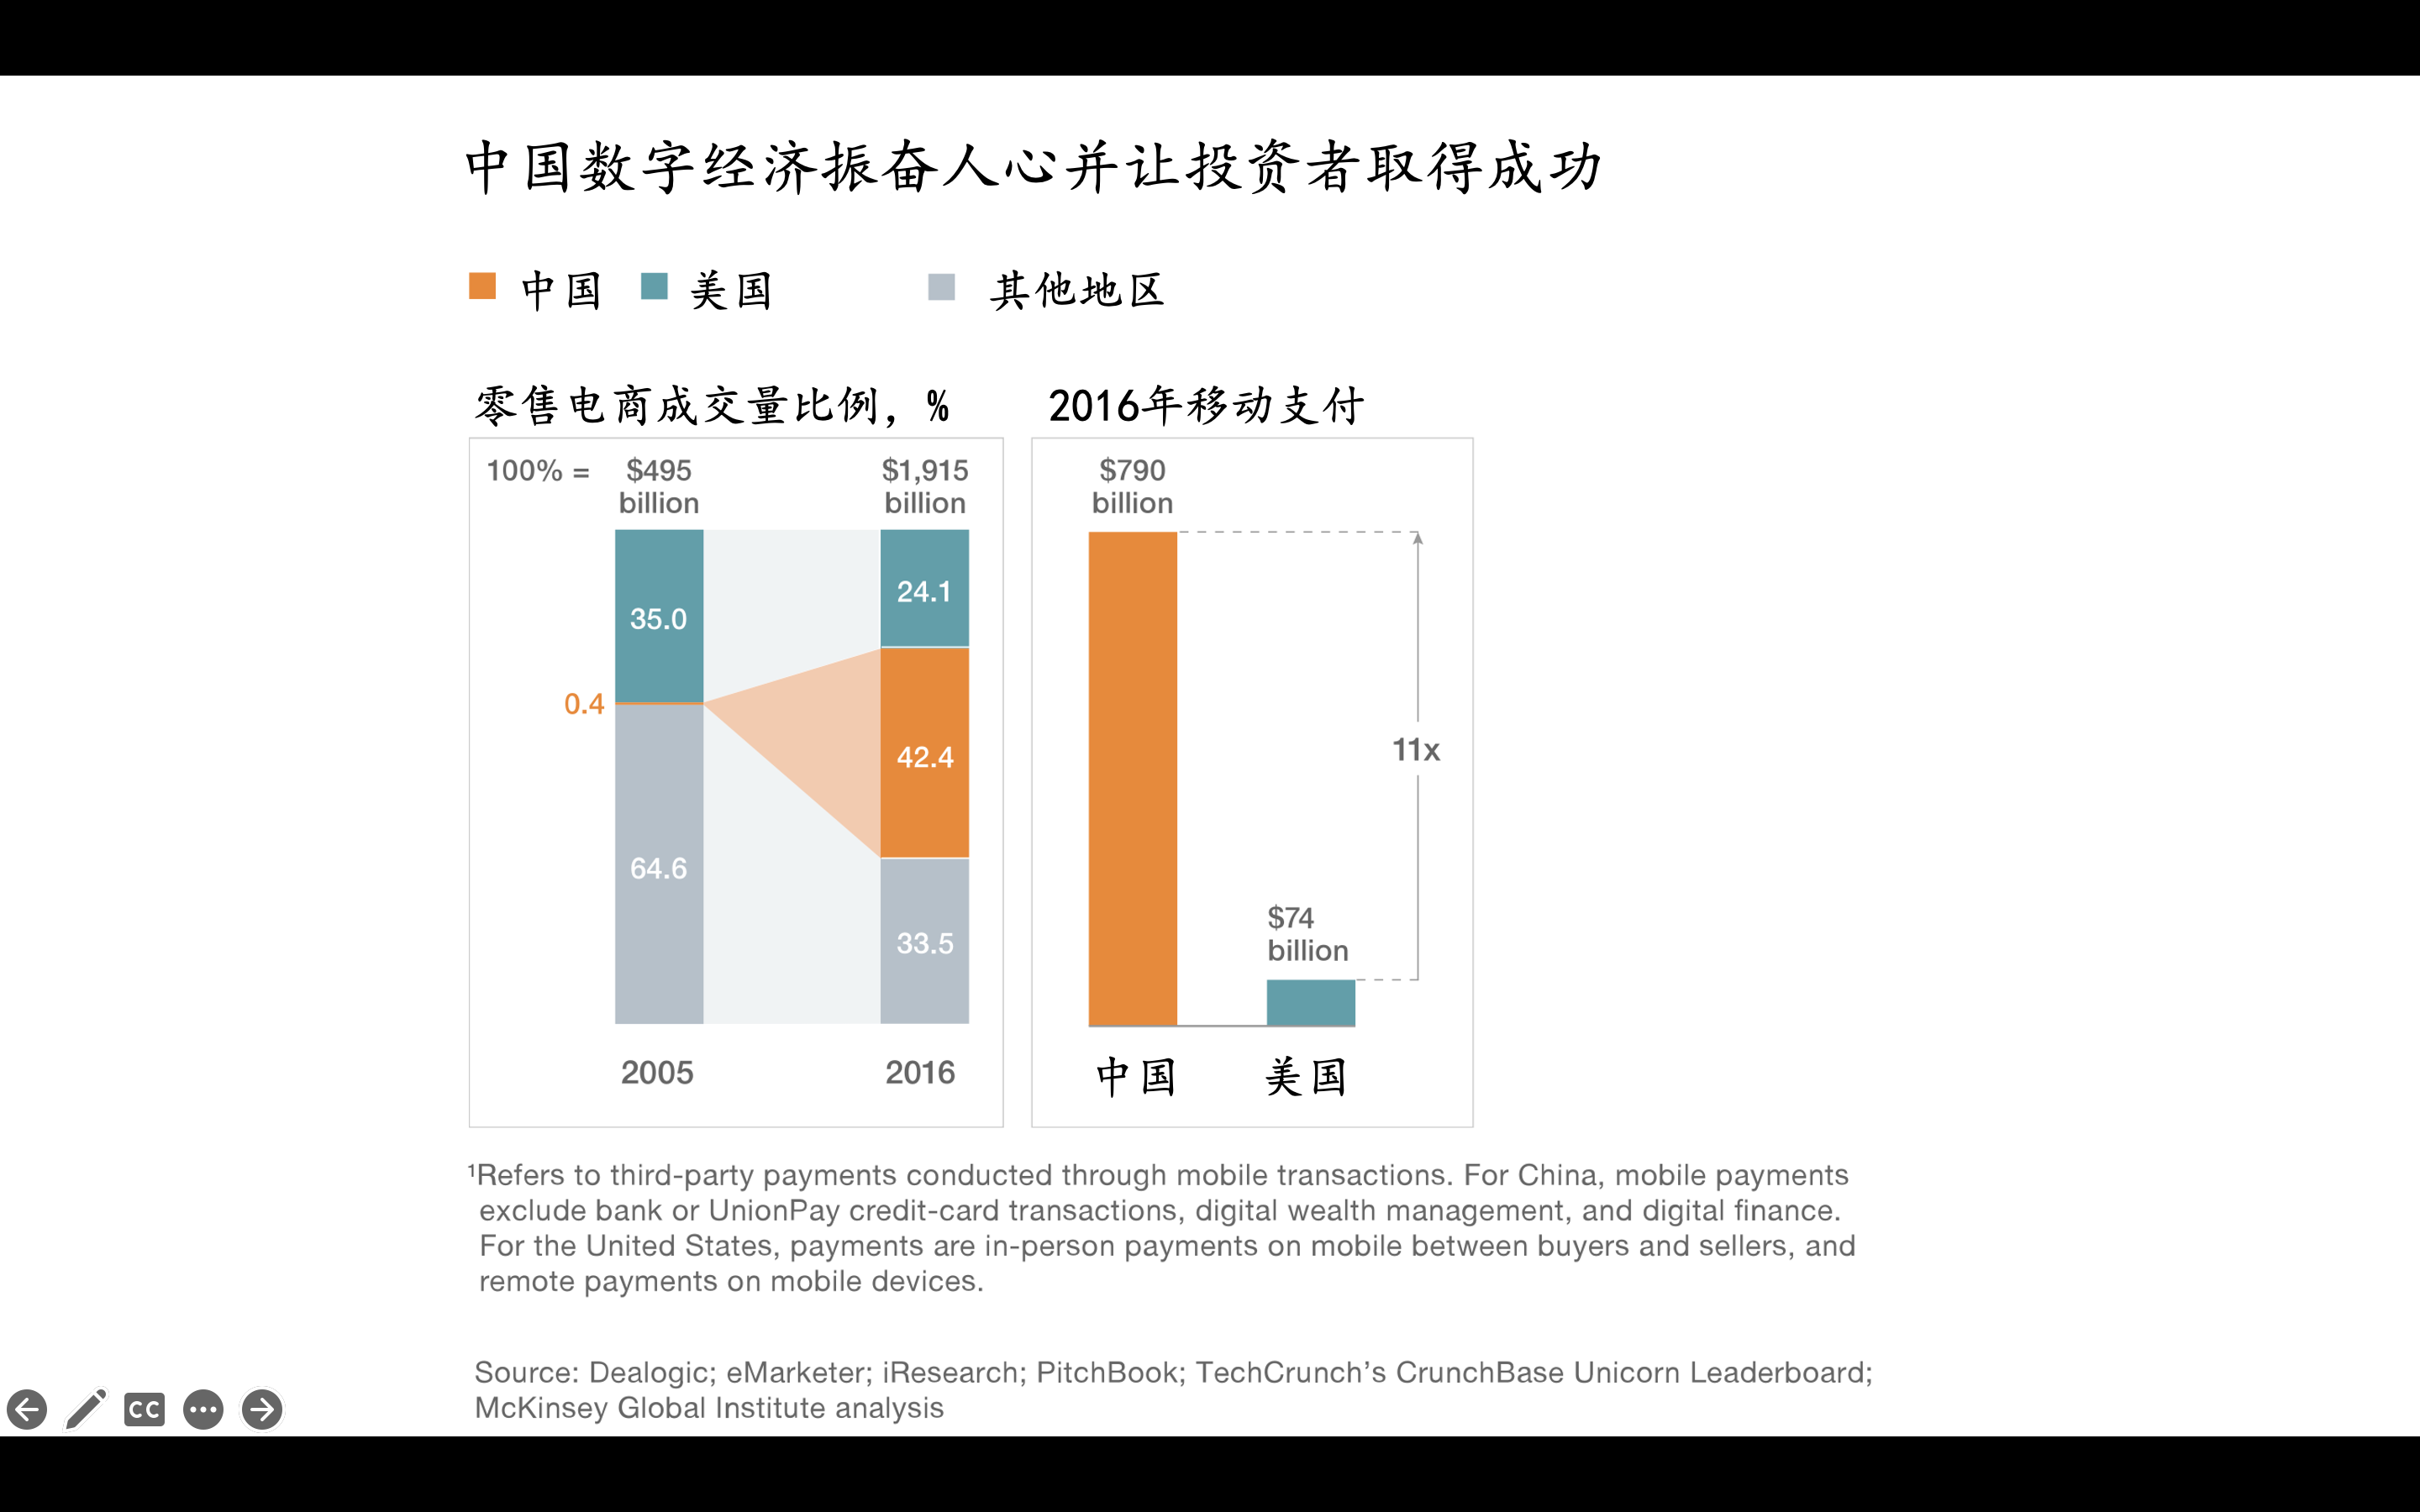 中国数字经济振奋人心并让投资者取得成功
中国 美国 其他地区
零售电商成交量比例，%
100% = $495 billion $1,915 billion
35.0
0.4
64.6
24.1
42.4
33.5
2005 2016
2016年移动支付
$790
billion
11x
$74
billion
中国 美国
¹Refers to third-party payments conducted through mobile transactions. For China, mobile payments
exclude bank or UnionPay credit-card transactions, digital wealth management, and digital finance.
For the United States, payments are in-person payments on mobile between buyers and sellers, and
remote payments on mobile devices.
Source: Dealogic; eMarketer; iResearch; PitchBook; TechCrunch’s CrunchBase Unicorn Leaderboard;
McKinsey Global Institute analysis
CC